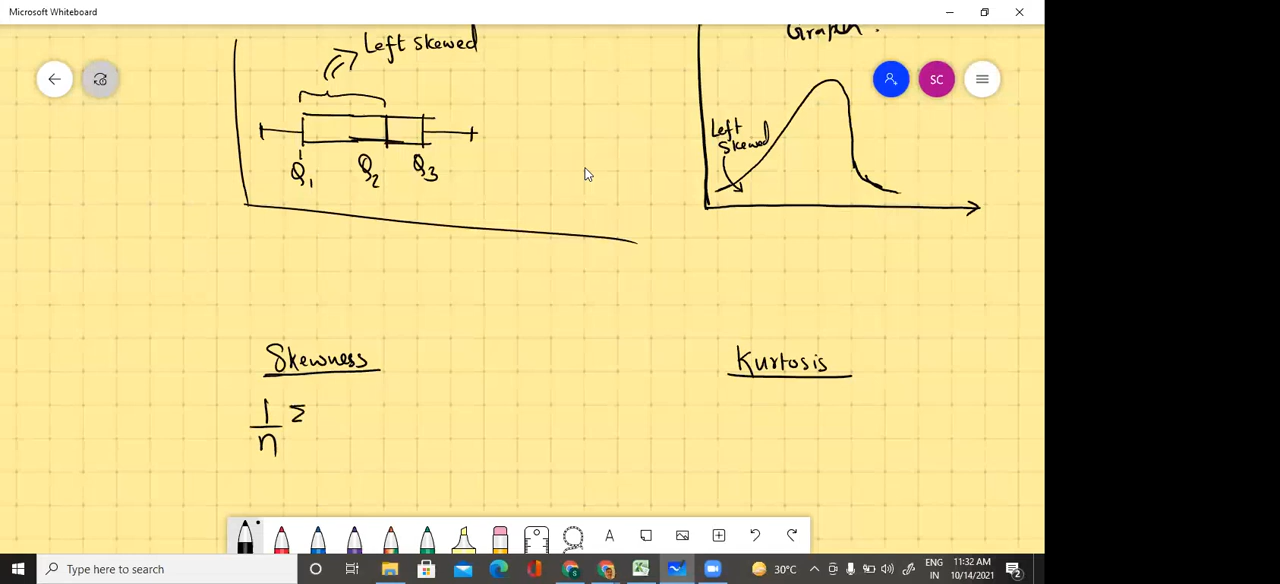 Microsoft Whiteboard
Left skewed
Graph.
SC
Left
skewed
Q1 Q2 Q3
Skewness
Kurtosis
1/n Σ
A
Type here to search
30°C
ENG
IN
11:32 AM
10/14/2021
2